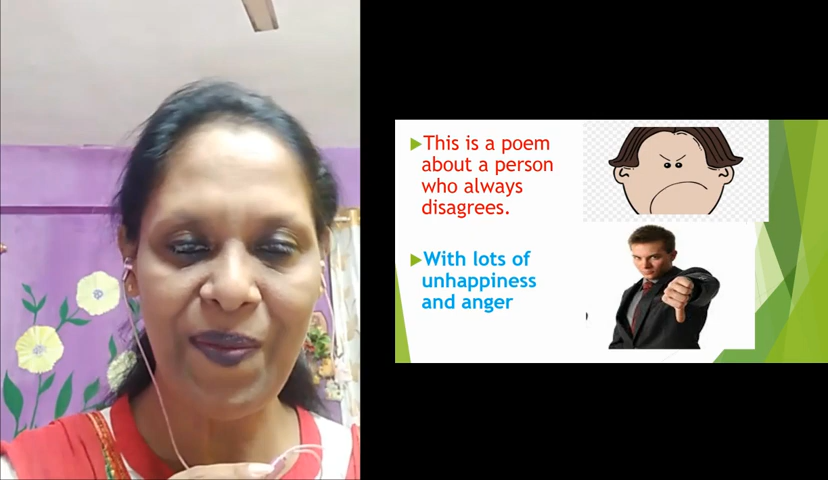 This is a poem
about a person
who always
disagrees.
With lots of
unhappiness
and anger